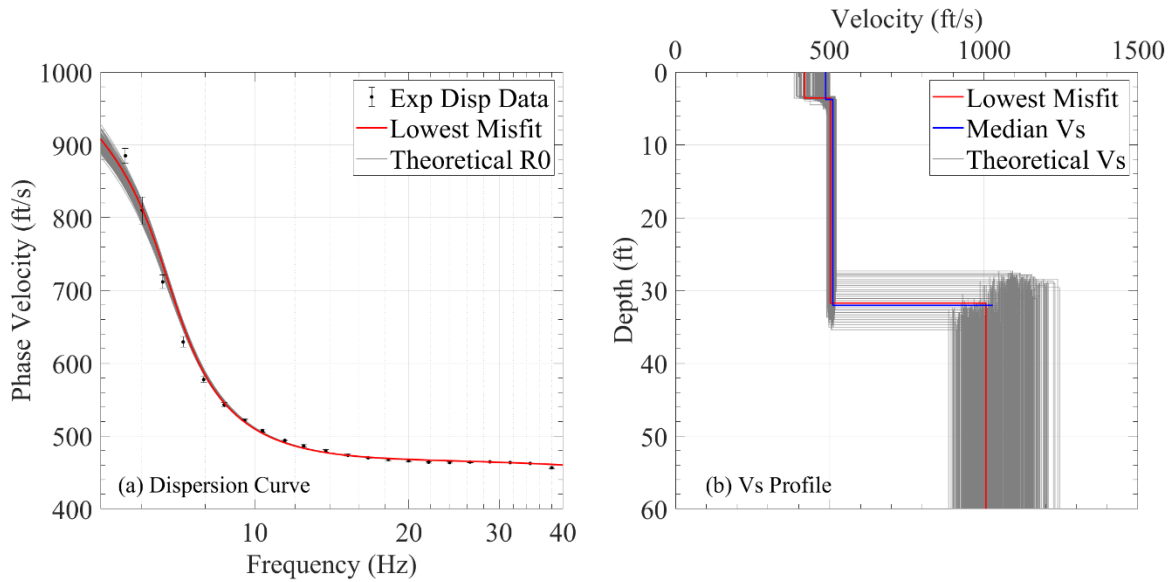 1000
900
800
700
600
500
400
Phase Velocity (ft/s)
Exp Disp Data
Lowest Misfit
Theoretical R0
(a) Dispersion Curve
10
20
30
40
Frequency (Hz)
Velocity (ft/s)
0
500
1000
1500
0
10
20
30
40
50
60
Depth (ft)
Lowest Misfit
Median Vs
Theoretical Vs
(b) Vs Profile